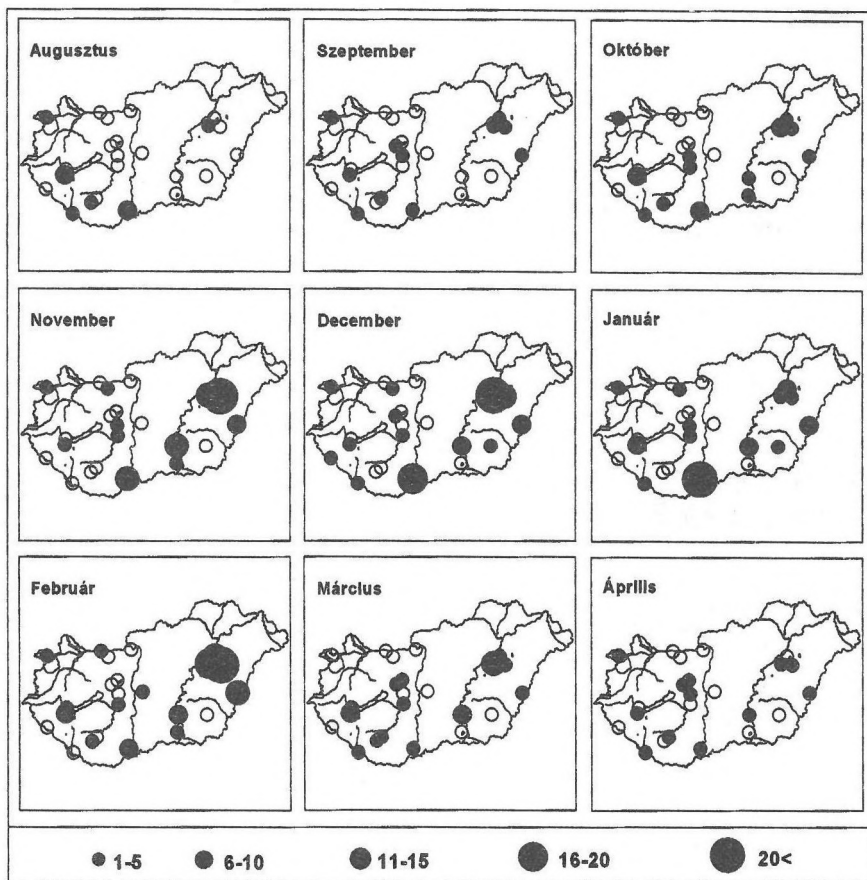 Augusztus
Szeptember
Október
November
December
Január
Február
Március
Április
1-5
6-10
11-15
16-20
20<